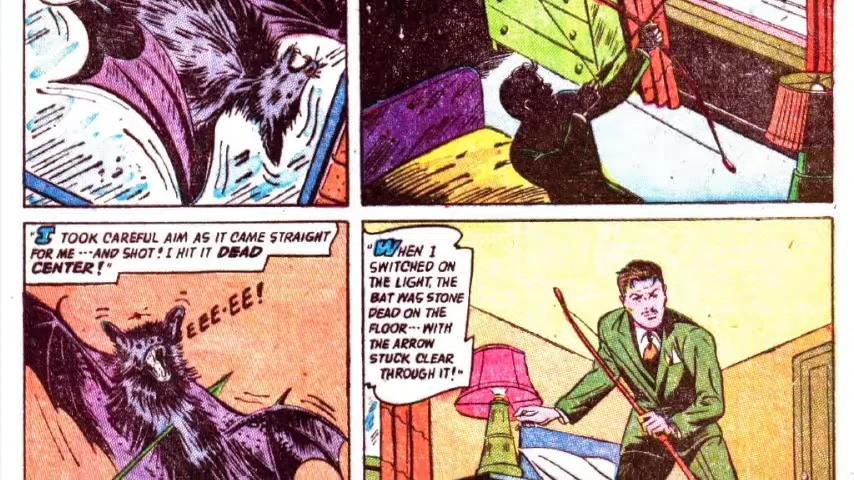 "I TOOK CAREFUL AIM AS IT CAME STRAIGHT
FOR ME ---AND SHOT! I HIT IT DEAD
CENTER!"
EEE-EE!
"WHEN I
SWITCHED ON
THE LIGHT, THE
BAT WAS STONE
DEAD ON THE
FLOOR--- WITH
THE ARROW
STUCK CLEAR
THROUGH IT!"